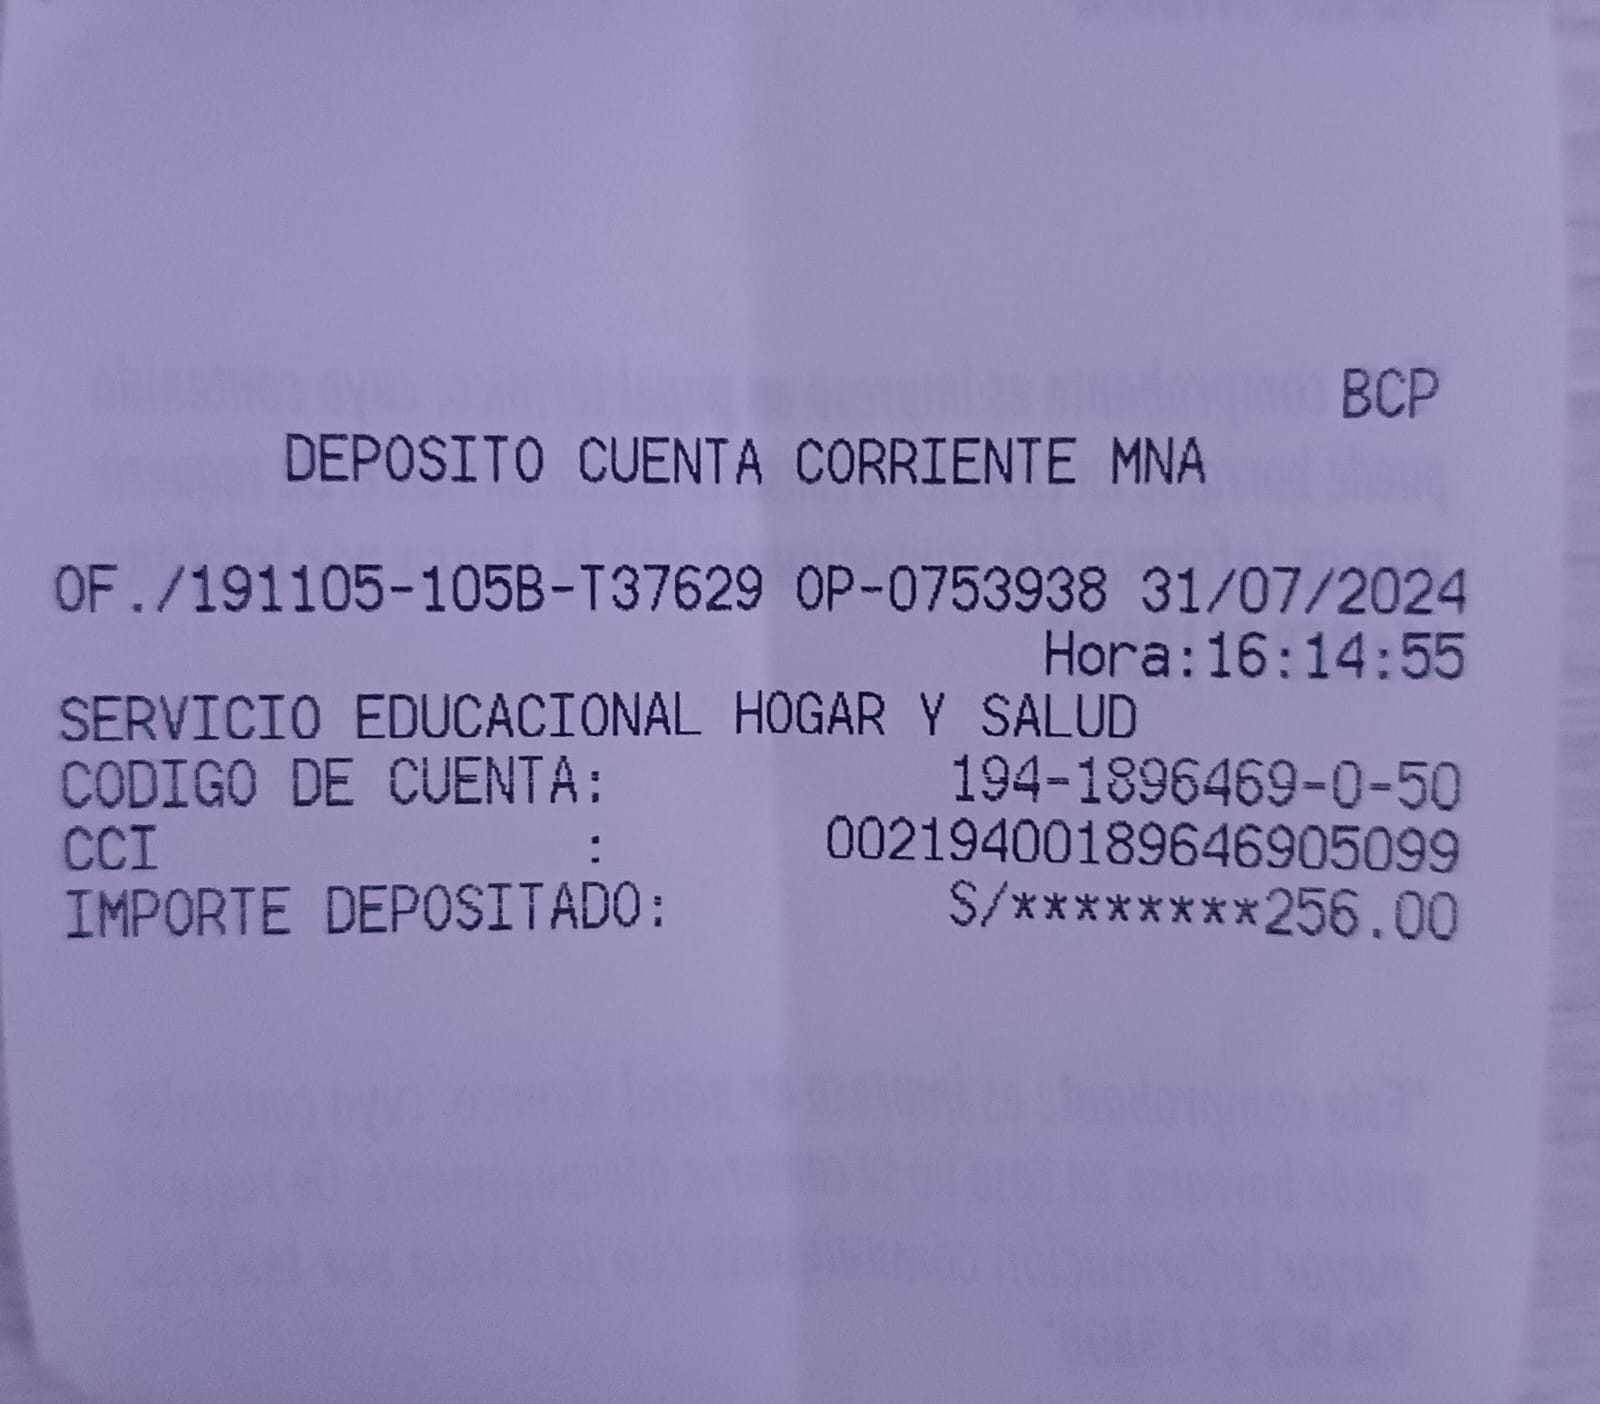 BCP
DEPOSITO CUENTA CORRIENTE MNA
OF./191105-105B-T37629 OP-0753938 31/07/2024
Hora:16:14:55
SERVICIO EDUCACIONAL HOGAR Y SALUD
CODIGO DE CUENTA: 194-1896469-0-50
CCI : 00219400189646905099
IMPORTE DEPOSITADO: S/********256.00